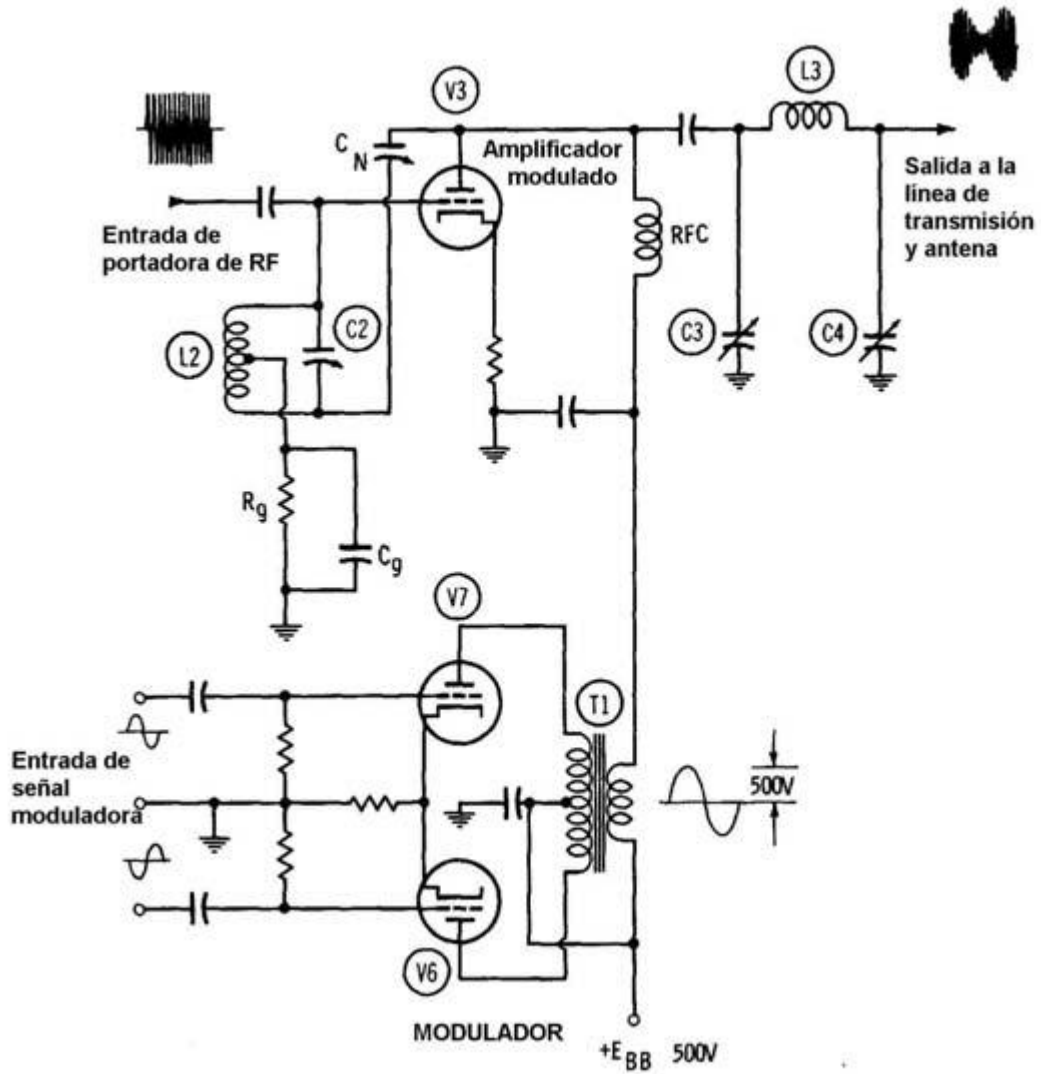 L3
V3
C N
Amplificador
modulado
Entrada de
portadora de RF
Salida a la
línea de
transmisión
y antena
RFC
L2
C2
C3
C4
Rg
Cg
V7
T1
Entrada de
señal
moduladora
500V
V6
MODULADOR
+E BB 500V